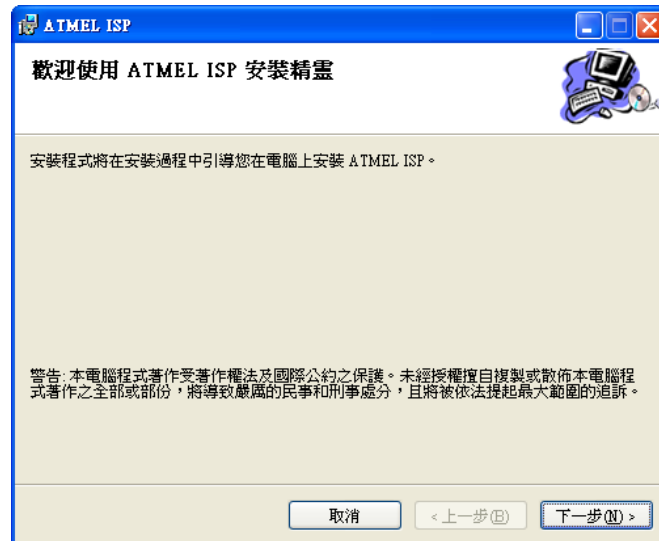 ATMEL ISP
歡迎使用 ATMEL ISP 安裝精靈
安裝程式將在安裝過程中引導您在電腦上安裝 ATMEL ISP。
警告: 本電腦程式著作受著作權法及國際公約之保護。未經授權擅自複製或散佈本電腦程
式著作之全部或部份，將導致嚴厲的民事和刑事處分，且將被依法提起最大範圍的追訴。
取消
<上一步(B)
下一步(N)>